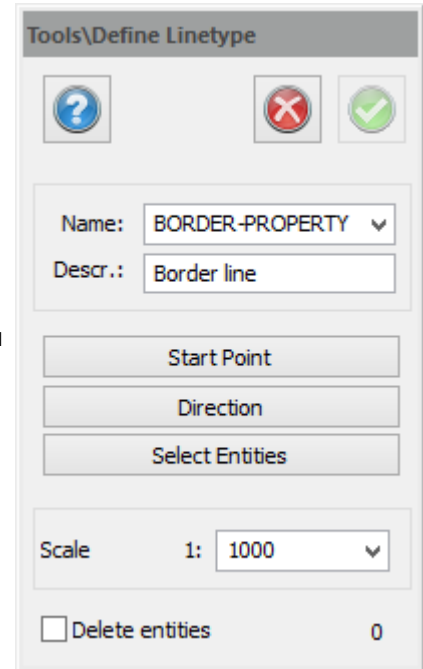 Tools\Define Linetype
?
Name: BORDER-PROPERTY
Descr.: Border line
Start Point
Direction
Select Entities
Scale 1: 1000
Delete entities 0